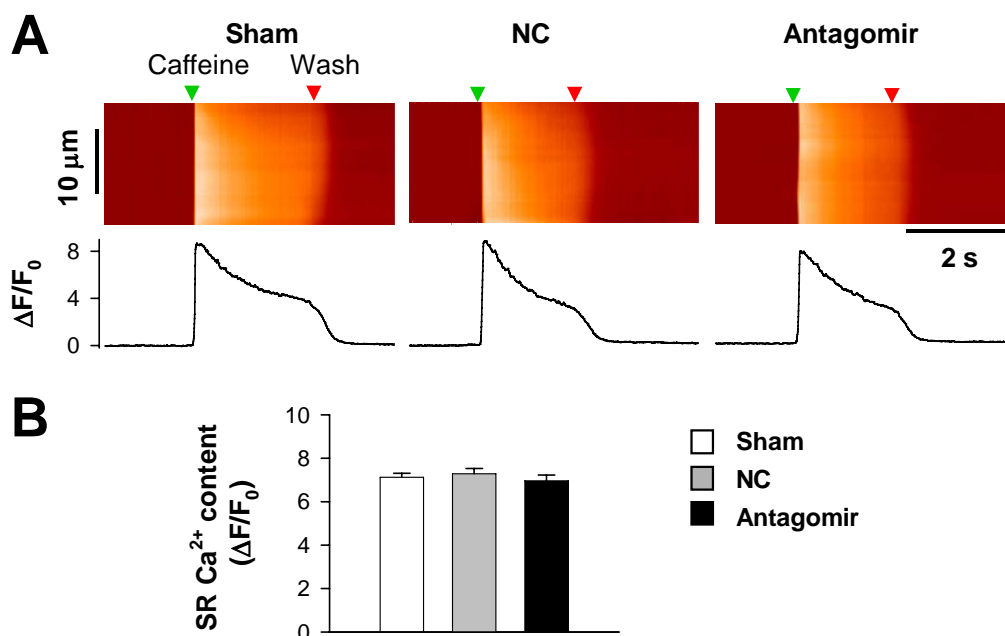 A
Sham NC Antagomir
Caffeine Wash
10 μm
8
4
0
ΔF/F₀
2 s
B
10
8
6
4
2
0
SR Ca²⁺ content
(ΔF/F₀)
Sham
NC
Antagomir